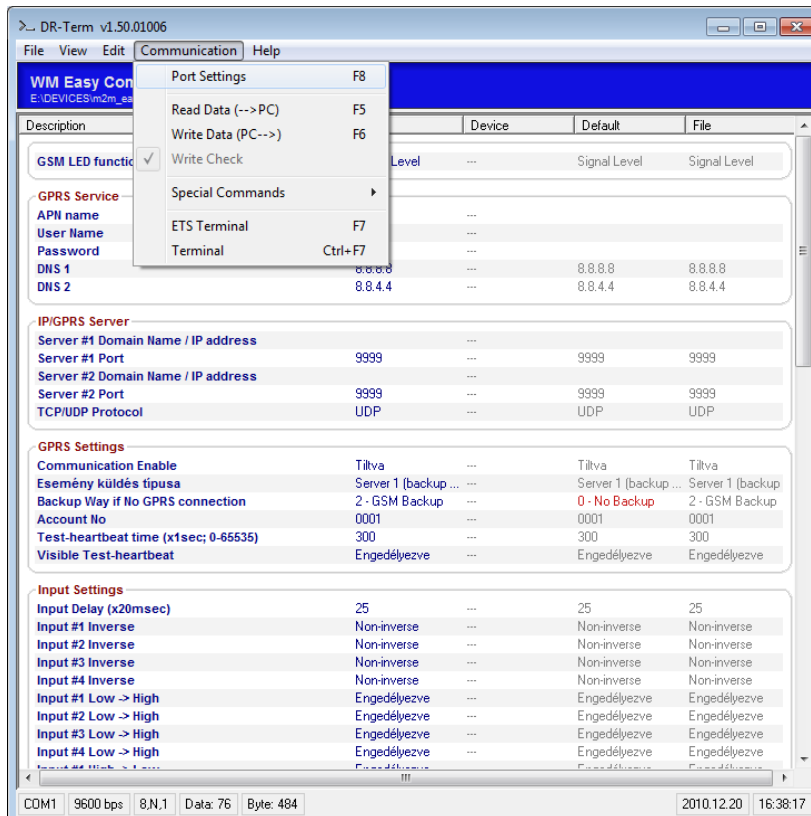 DR-Term v1.50.01006
File View Edit Communication Help
WM Easy Con
E:\DEVICES\m2m_ea
Port Settings F8
Read Data (-->PC) F5
Write Data (PC-->) F6
Write Check
Special Commands
ETS Terminal F7
Terminal Ctrl+F7
Description Device Default File
GSM LED functio Level --- Signal Level Signal Level
GPRS Service
APN name ---
User Name ---
Password ---
DNS 1 8.8.8.8 --- 8.8.8.8 8.8.8.8
DNS 2 8.8.4.4 --- 8.8.4.4 8.8.4.4
IP/GPRS Server
Server #1 Domain Name / IP address ---
Server #1 Port 9999 --- 9999 9999
Server #2 Domain Name / IP address ---
Server #2 Port 9999 --- 9999 9999
TCP/UDP Protocol UDP --- UDP UDP
GPRS Settings
Communication Enable Tiltva --- Tiltva Tiltva
Esemény küldés típusa Server 1 (backup ... --- Server 1 (backup ... Server 1 (backup
Backup Way if No GPRS connection 2 - GSM Backup --- 0 - No Backup 2 - GSM Backup
Account No 0001 --- 0001 0001
Test-heartbeat time (x1sec; 0-65535) 300 --- 300 300
Visible Test-heartbeat Engedélyezve --- Engedélyezve Engedélyezve
Input Settings
Input Delay (x20msec) 25 --- 25 25
Input #1 Inverse Non-inverse --- Non-inverse Non-inverse
Input #2 Inverse Non-inverse --- Non-inverse Non-inverse
Input #3 Inverse Non-inverse --- Non-inverse Non-inverse
Input #4 Inverse Non-inverse --- Non-inverse Non-inverse
Input #1 Low -> High Engedélyezve --- Engedélyezve Engedélyezve
Input #2 Low -> High Engedélyezve --- Engedélyezve Engedélyezve
Input #3 Low -> High Engedélyezve --- Engedélyezve Engedélyezve
Input #4 Low -> High Engedélyezve --- Engedélyezve Engedélyezve
COM1 9600 bps 8,N,1 Data: 76 Byte: 484 2010.12.20 16:38:17